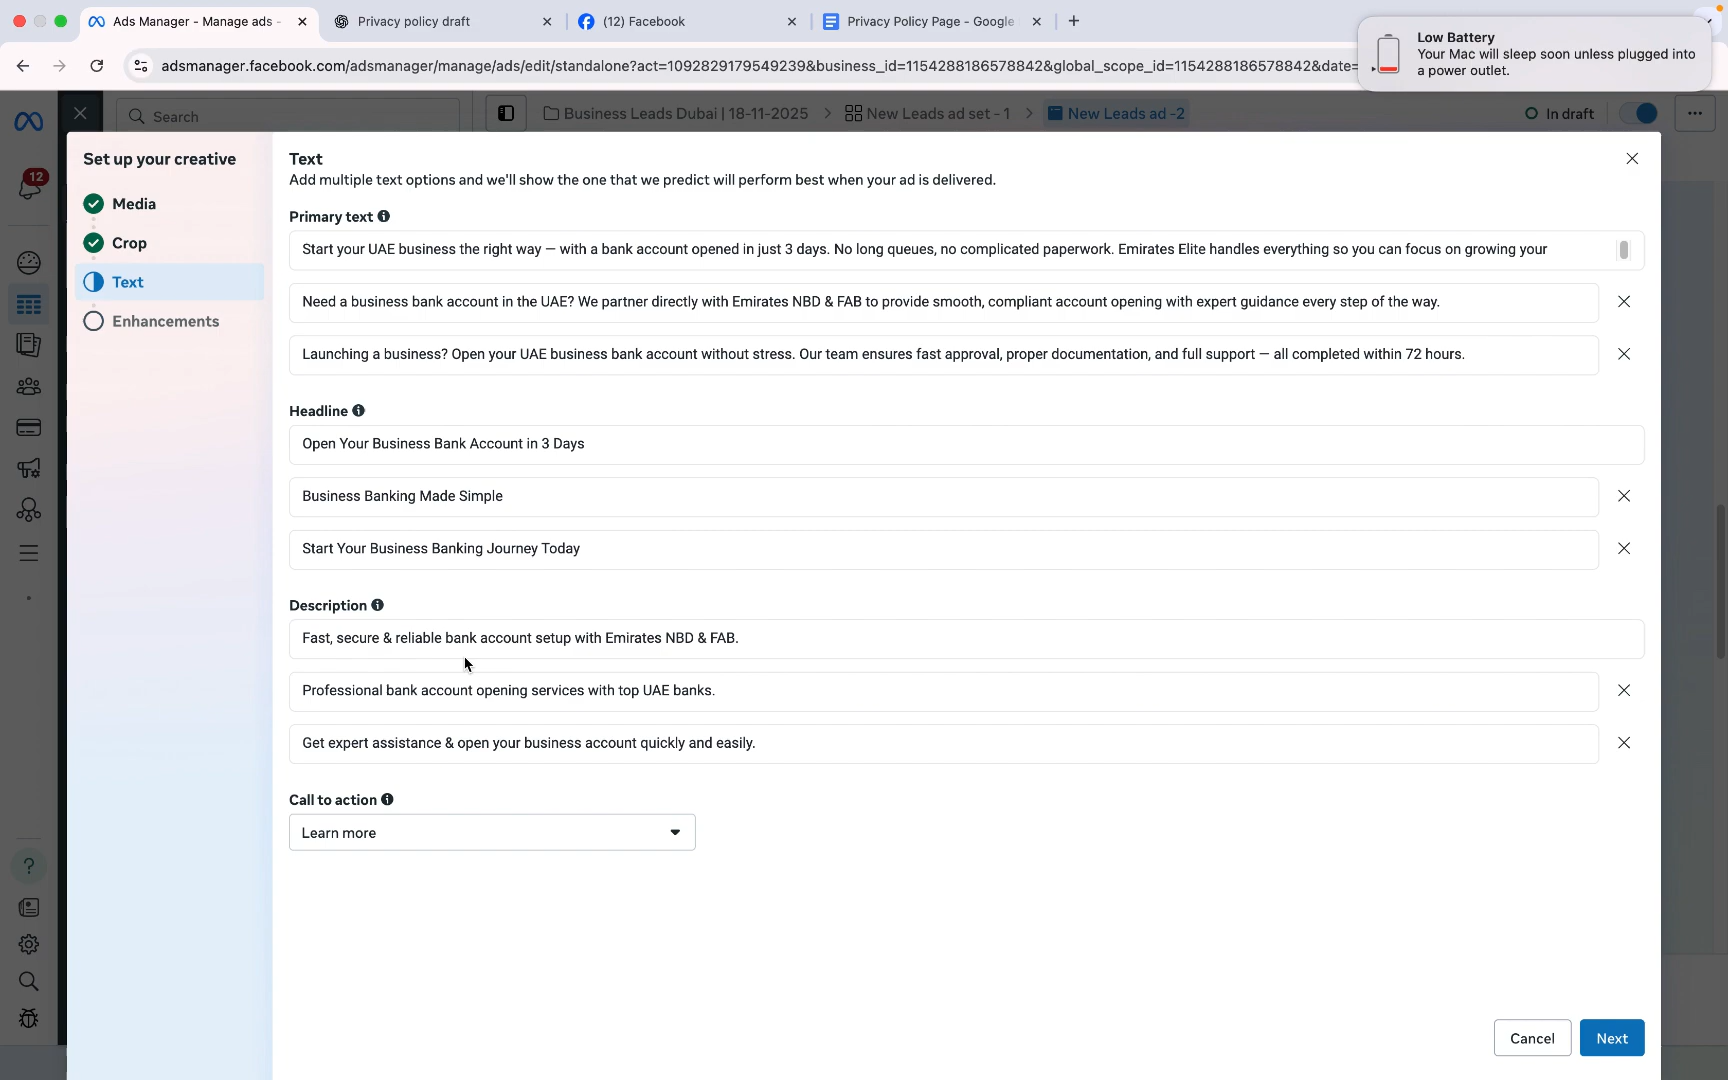 Ads Manager - Manage ads -
Privacy policy draft
(12) Facebook
Privacy Policy Page - Google
Low Battery
Your Mac will sleep soon unless plugged into
a power outlet.
adsmanager.facebook.com/adsmanager/manage/ads/edit/standalone?act=1092829179549239&business_id=1154288186578842&global_scope_id=1154288186578842&date=
Search
Business Leads Dubai | 18-11-2025
New Leads ad set - 1
New Leads ad -2
In draft
12
Set up your creative
Media
Crop
Text
Enhancements
Text
Add multiple text options and we'll show the one that we predict will perform best when your ad is delivered.
Primary text
Start your UAE business the right way — with a bank account opened in just 3 days. No long queues, no complicated paperwork. Emirates Elite handles everything so you can focus on growing your
Need a business bank account in the UAE? We partner directly with Emirates NBD & FAB to provide smooth, compliant account opening with expert guidance every step of the way.
Launching a business? Open your UAE business bank account without stress. Our team ensures fast approval, proper documentation, and full support — all completed within 72 hours.
Headline
Open Your Business Bank Account in 3 Days
Business Banking Made Simple
Start Your Business Banking Journey Today
Description
Fast, secure & reliable bank account setup with Emirates NBD & FAB.
Professional bank account opening services with top UAE banks.
Get expert assistance & open your business account quickly and easily.
Call to action
Learn more
Cancel
Next